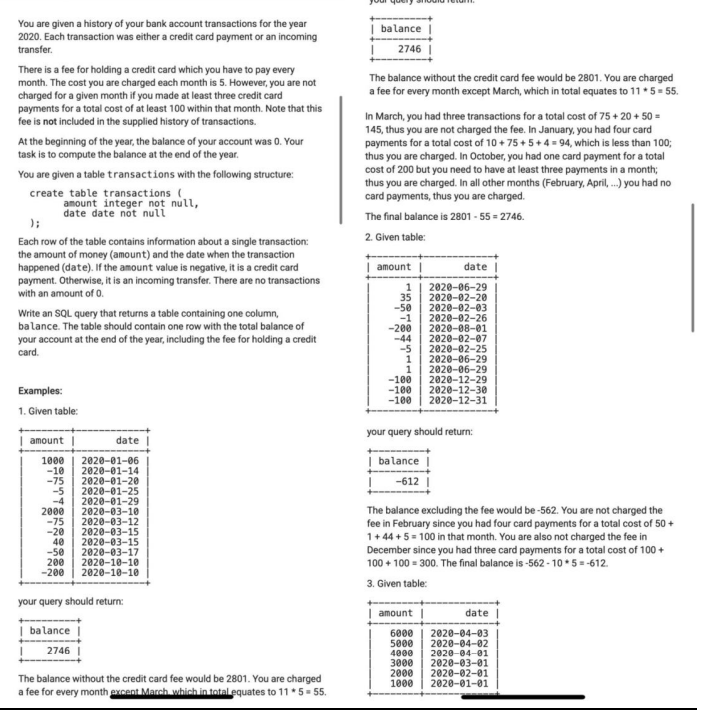 You are given a history of your bank account transactions for the year
2020. Each transaction was either a credit card payment or an incoming
transfer.
There is a fee for holding a credit card which you have to pay every
month. The cost you are charged each month is 5. However, you are not
charged for a given month if you made at least three credit card
payments for a total cost of at least 100 within that month. Note that this
fee is not included in the supplied history of transactions.
At the beginning of the year, the balance of your account was 0. Your
task is to compute the balance at the end of the year.
You are given a table transactions with the following structure:
create table transactions (
amount integer not null,
date date not null
);
Each row of the table contains information about a single transaction:
the amount of money (amount) and the date when the transaction
happened (date). If the amount value is negative, it is a credit card
payment. Otherwise, it is an incoming transfer. There are no transactions
with an amount of 0.
Write an SQL query that returns a table containing one column,
balance. The table should contain one row with the total balance of
your account at the end of the year, including the fee for holding a credit
card.
Examples:
1. Given table:
+--------+------------+
| amount | date |
+--------+------------+
| 1000 | 2020-01-06 |
| -10 | 2020-01-14 |
| -75 | 2020-01-20 |
| -5 | 2020-01-25 |
| -4 | 2020-01-29 |
| 2000 | 2020-03-10 |
| -75 | 2020-03-12 |
| -20 | 2020-03-15 |
| 40 | 2020-03-15 |
| -50 | 2020-03-17 |
| 200 | 2020-10-10 |
| -200 | 2020-10-10 |
+--------+------------+
your query should return:
+---------+
| balance |
+---------+
| 2746 |
+---------+
The balance without the credit card fee would be 2801. You are charged
a fee for every month except March, which in total equates to 11 * 5 = 55.
your query should return:
+---------+
| balance |
+---------+
| 2746 |
+---------+
The balance without the credit card fee would be 2801. You are charged
a fee for every month except March, which in total equates to 11 * 5 = 55.
In March, you had three transactions for a total cost of 75 + 20 + 50 =
145, thus you are not charged the fee. In January, you had four card
payments for a total cost of 10 + 75 + 5 + 4 = 94, which is less than 100;
thus you are charged. In October, you had one card payment for a total
cost of 200 but you need to have at least three payments in a month;
thus you are charged. In all other months (February, April, ...) you had no
card payments, thus you are charged.
The final balance is 2801 - 55 = 2746.
2. Given table:
+--------+------------+
| amount | date |
+--------+------------+
| 1 | 2020-06-29 |
| 35 | 2020-02-20 |
| -50 | 2020-02-03 |
| -1 | 2020-02-26 |
| -200 | 2020-08-01 |
| -44 | 2020-02-07 |
| -5 | 2020-02-25 |
| 1 | 2020-06-29 |
| 1 | 2020-06-29 |
| -100 | 2020-12-29 |
| -100 | 2020-12-30 |
| -100 | 2020-12-31 |
+--------+------------+
your query should return:
+---------+
| balance |
+---------+
| -612 |
+---------+
The balance excluding the fee would be -562. You are not charged the
fee in February since you had four card payments for a total cost of 50 +
1 + 44 + 5 = 100 in that month. You are also not charged the fee in
December since you had three card payments for a total cost of 100 +
100 + 100 = 300. The final balance is -562 - 10 * 5 = -612.
3. Given table:
+--------+------------+
| amount | date |
+--------+------------+
| 6000 | 2020-04-03 |
| 5000 | 2020-04-02 |
| 4000 | 2020-04-01 |
| 3000 | 2020-03-01 |
| 2000 | 2020-02-01 |
| 1000 | 2020-01-01 |
+--------+------------+